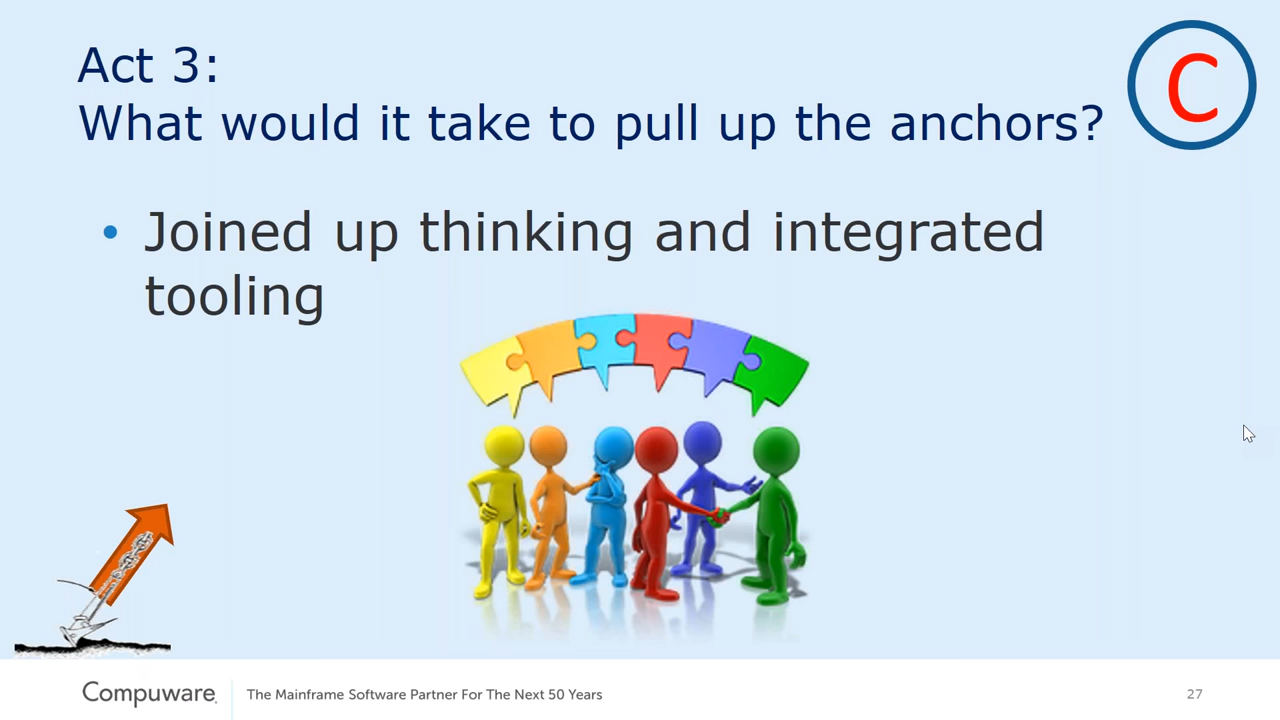 Act 3:
What would it take to pull up the anchors?
C
• Joined up thinking and integrated
tooling
Compuware.
The Mainframe Software Partner For The Next 50 Years
27